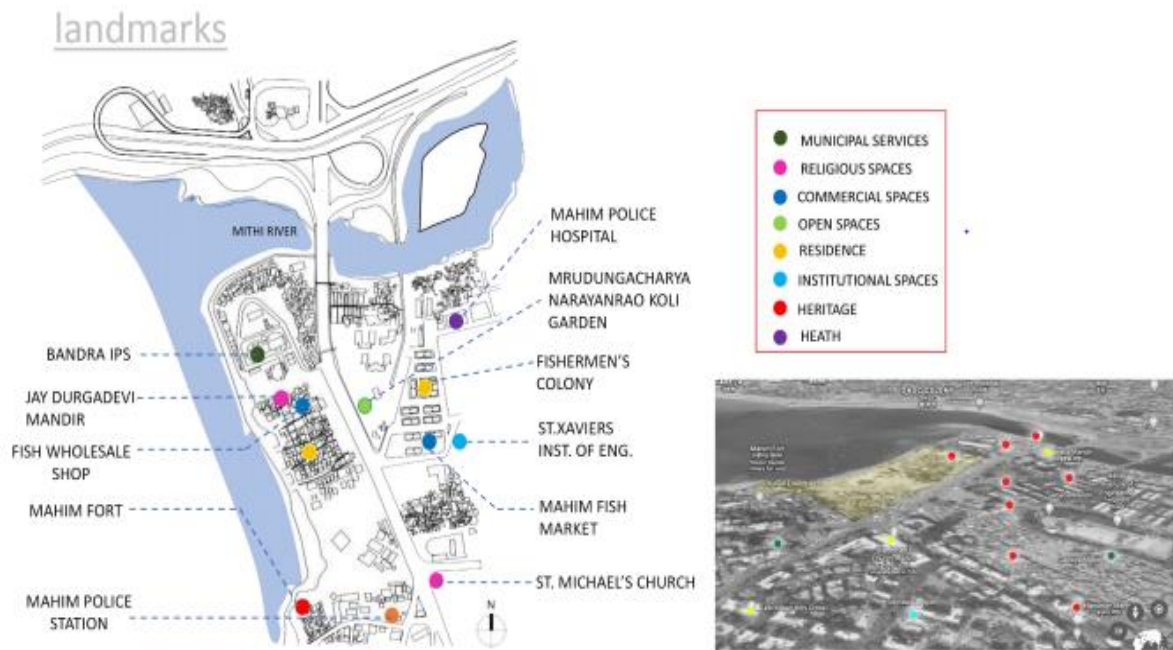 landmarks
MITHI RIVER
BANDRA IPS
JAY DURGADEVI
MANDIR
FISH WHOLESALE
SHOP
MAHIM FORT
MAHIM POLICE
STATION
MAHIM POLICE
HOSPITAL
MRUDUNGACHARYA
NARAYANRAO KOLI
GARDEN
FISHERMEN'S
COLONY
ST.XAVIERS
INST. OF ENG.
MAHIM FISH
MARKET
ST. MICHAEL'S CHURCH
N
MUNICIPAL SERVICES
RELIGIOUS SPACES
COMMERCIAL SPACES
OPEN SPACES
RESIDENCE
INSTITUTIONAL SPACES
HERITAGE
HEATH